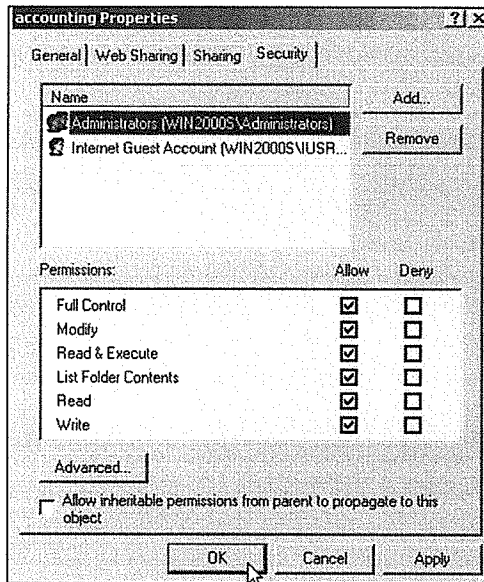 accounting Properties
? ×
General Web Sharing Sharing Security
Name
Add...
Administrators (WIN2000S\Administrators)
Remove
Internet Guest Account (WIN2000S\IUSR...
Permissions: Allow Deny
Full Control
Modify
Read & Execute
List Folder Contents
Read
Write
Advanced...
Allow inheritable permissions from parent to propagate to this
object
OK Cancel Apply